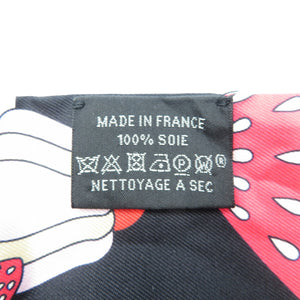 MADE IN FRANCE
100% SOIE
®
NETTOYAGE A SEC